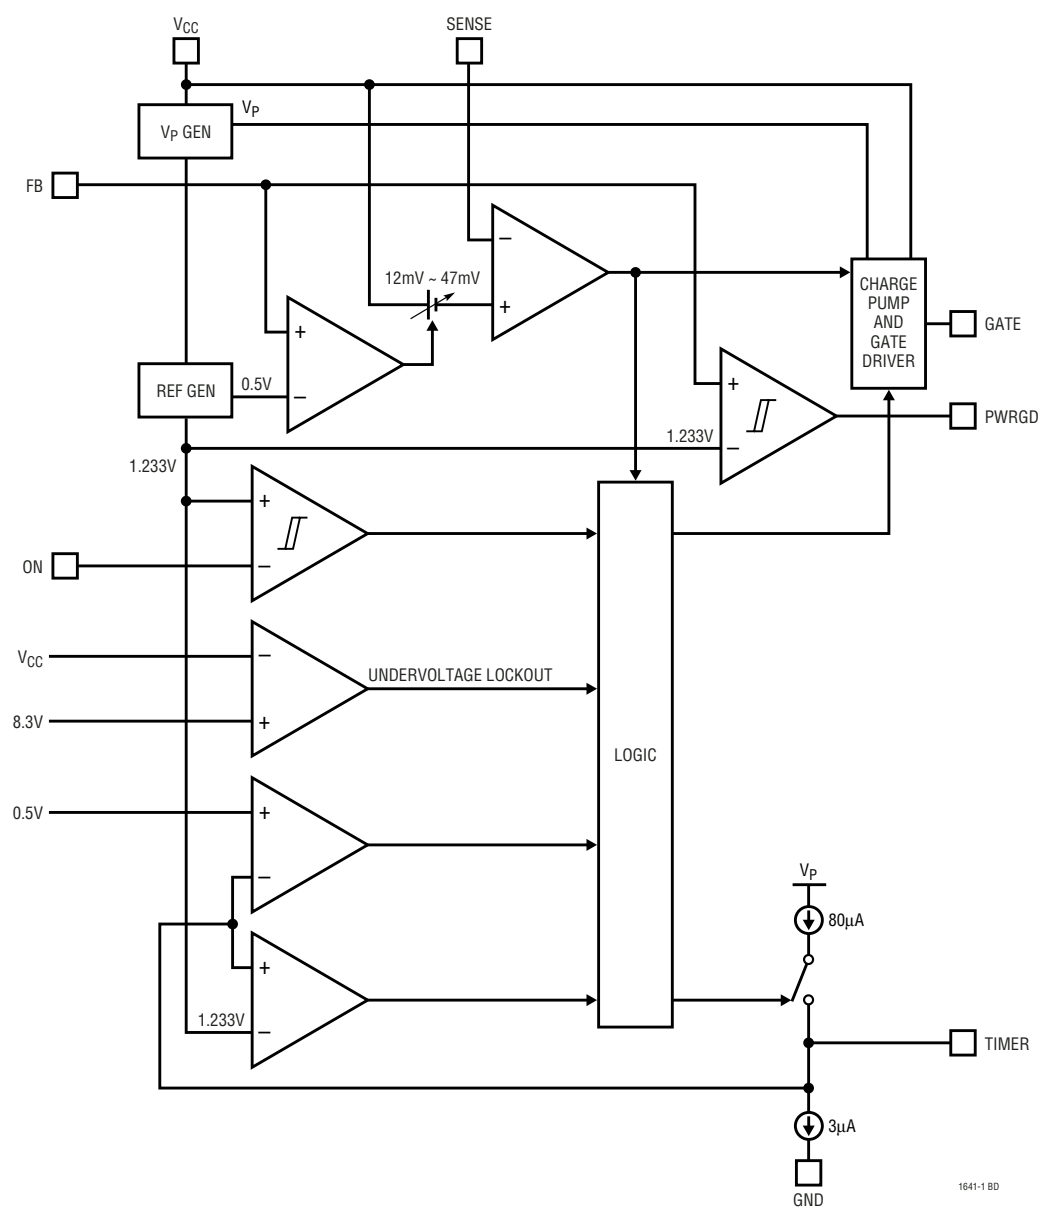 VCC
SENSE
VP
VP GEN
FB
12mV ~ 47mV
−
+
CHARGE
PUMP
AND
GATE
DRIVER
GATE
+
−
REF GEN
0.5V
+
−
PWRGD
1.233V
1.233V
+
−
ON
VCC
−
UNDERVOLTAGE LOCKOUT
8.3V
+
LOGIC
0.5V
+
−
VP
80µA
+
1.233V
−
TIMER
3µA
GND
1641-1 BD